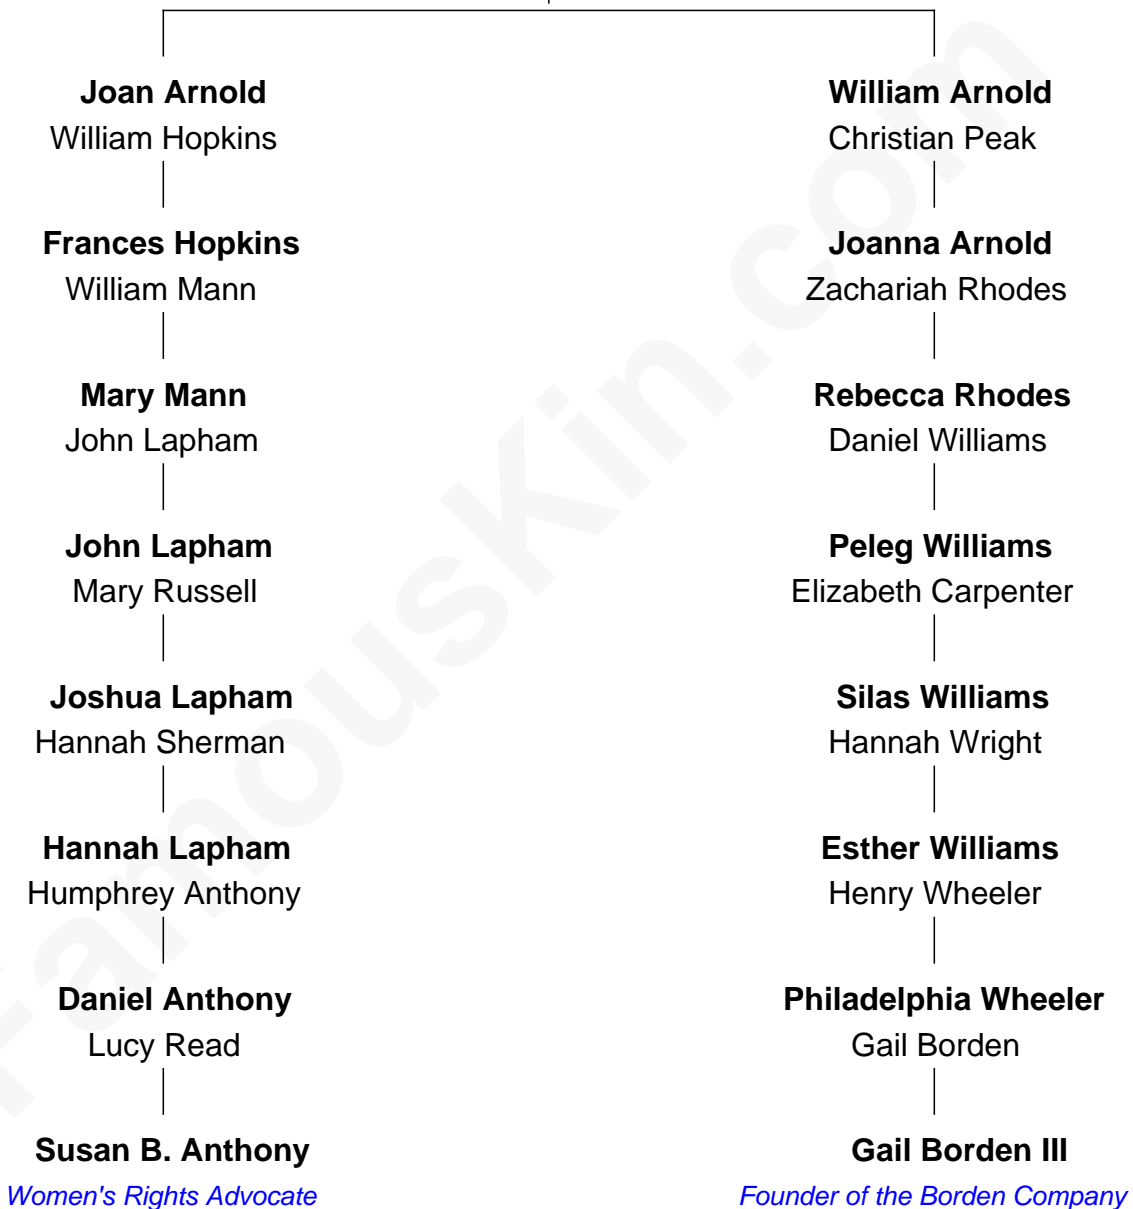 Joan Arnold
William Hopkins
Frances Hopkins
William Mann
Mary Mann
John Lapham
John Lapham
Mary Russell
Joshua Lapham
Hannah Sherman
Hannah Lapham
Humphrey Anthony
Daniel Anthony
Lucy Read
Susan B. Anthony
Women's Rights Advocate
William Arnold
Christian Peak
Joanna Arnold
Zachariah Rhodes
Rebecca Rhodes
Daniel Williams
Peleg Williams
Elizabeth Carpenter
Silas Williams
Hannah Wright
Esther Williams
Henry Wheeler
Philadelphia Wheeler
Gail Borden
Gail Borden III
Founder of the Borden Company
FamousKin.com